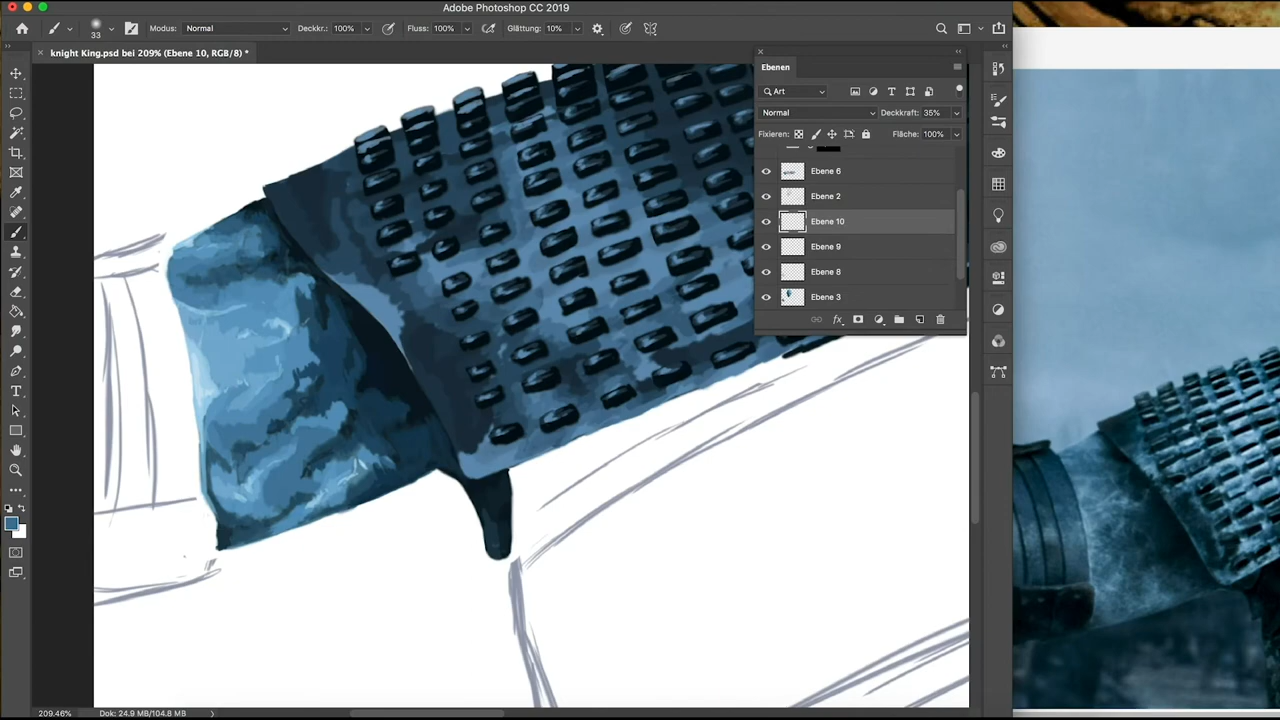 Adobe Photoshop CC 2019
33
Modus: Normal
Deckkr.: 100%
Fluss: 100%
Glättung: 10%
knight King.psd bei 209% (Ebene 10, RGB/8) *
Ebenen
Art
Normal
Deckkraft: 35%
Fixieren:
Fläche: 100%
Ebene 6
Ebene 2
Ebene 10
Ebene 9
Ebene 8
Ebene 3
fx
209.46%
Dok: 24.9 MB/104.8 MB